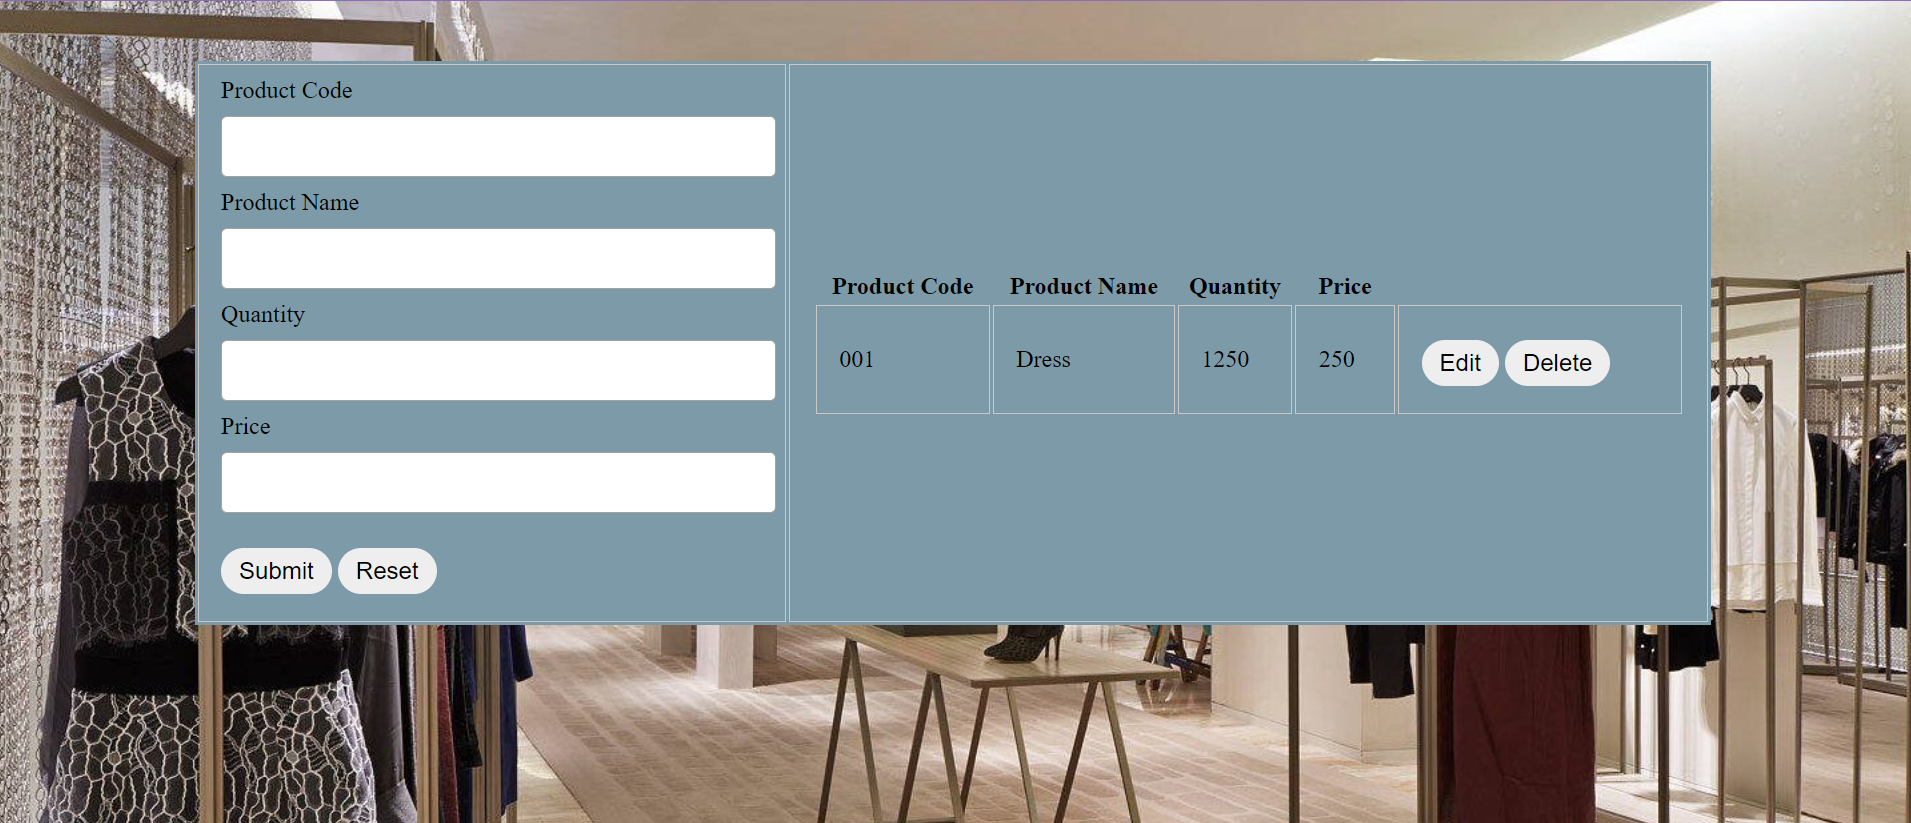 Product Code
Product Name
Quantity
Price
Submit Reset
Product Code Product Name Quantity Price
001 Dress 1250 250 Edit Delete